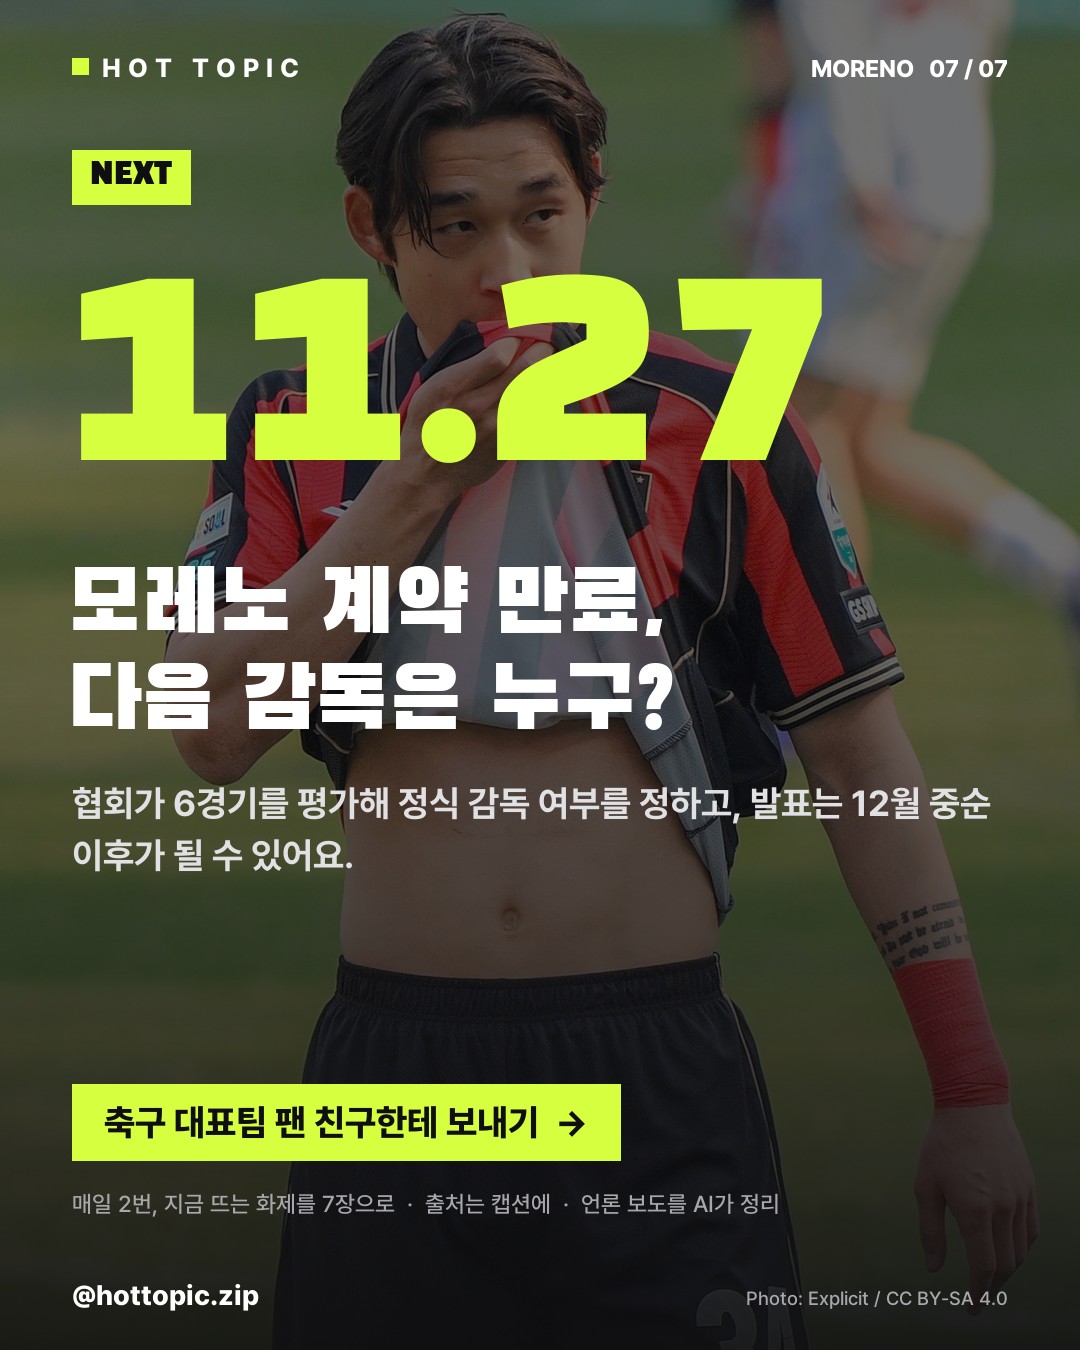 HOT TOPIC
MORENO 07 / 07
NEXT
11.27
모레노 계약 만료,
다음 감독은 누구?
협회가 6경기를 평가해 정식 감독 여부를 정하고, 발표는 12월 중순
이후가 될 수 있어요.
축구 대표팀 팬 친구한테 보내기 →
매일 2번, 지금 뜨는 화제를 7장으로 · 출처는 캡션에 · 언론 보도를 AI가 정리
@hottopic.zip
Photo: Explicit / CC BY-SA 4.0